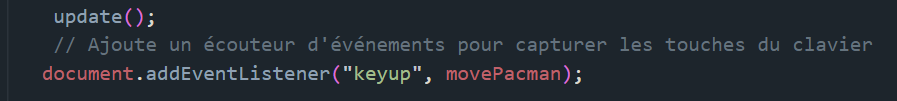 update();
// Ajoute un écouteur d'événements pour capturer les touches du clavier
document.addEventListener("keyup", movePacman);